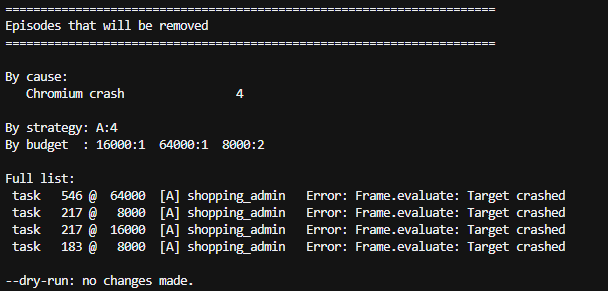 ======================================================================
Episodes that will be removed
======================================================================
By cause:
Chromium crash 4
By strategy: A:4
By budget : 16000:1 64000:1 8000:2
Full list:
task 546 @ 64000 [A] shopping_admin Error: Frame.evaluate: Target crashed
task 217 @ 8000 [A] shopping_admin Error: Frame.evaluate: Target crashed
task 217 @ 16000 [A] shopping_admin Error: Frame.evaluate: Target crashed
task 183 @ 8000 [A] shopping_admin Error: Frame.evaluate: Target crashed
--dry-run: no changes made.